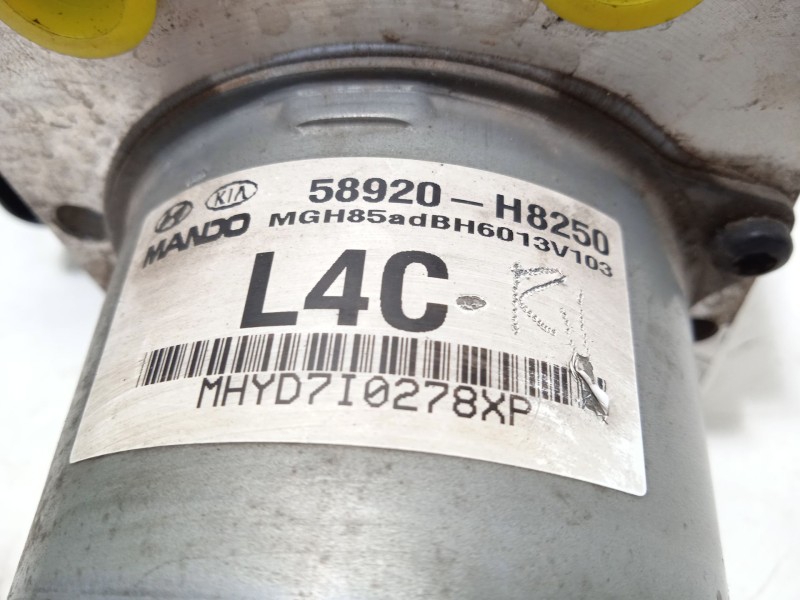 KIA 58920-H8250
MANDO MGH85adBH6013V103
L4C
MHYD7I0278XP